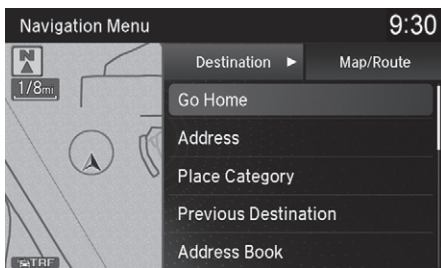 Navigation Menu
9:30
N
1/8mi
Destination ▶
Map/Route
Go Home
Address
Place Category
Previous Destination
Address Book
TRF